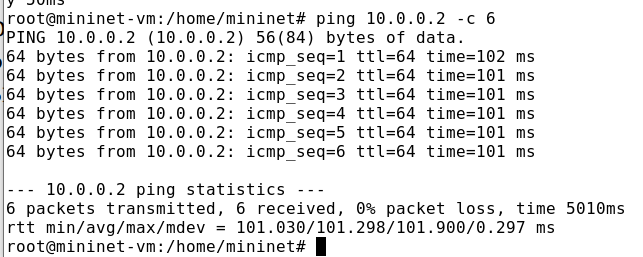 y 50ms
root@mininet-vm:/home/mininet# ping 10.0.0.2 -c 6
PING 10.0.0.2 (10.0.0.2) 56(84) bytes of data.
64 bytes from 10.0.0.2: icmp_seq=1 ttl=64 time=102 ms
64 bytes from 10.0.0.2: icmp_seq=2 ttl=64 time=101 ms
64 bytes from 10.0.0.2: icmp_seq=3 ttl=64 time=101 ms
64 bytes from 10.0.0.2: icmp_seq=4 ttl=64 time=101 ms
64 bytes from 10.0.0.2: icmp_seq=5 ttl=64 time=101 ms
64 bytes from 10.0.0.2: icmp_seq=6 ttl=64 time=101 ms
--- 10.0.0.2 ping statistics ---
6 packets transmitted, 6 received, 0% packet loss, time 5010ms
rtt min/avg/max/mdev = 101.030/101.298/101.900/0.297 ms
root@mininet-vm:/home/mininet#